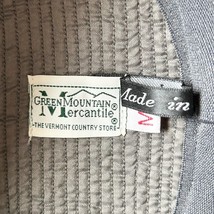 GREEN MOUNTAIN
Mercantile
THE VERMONT COUNTRY STORE
Made in
M